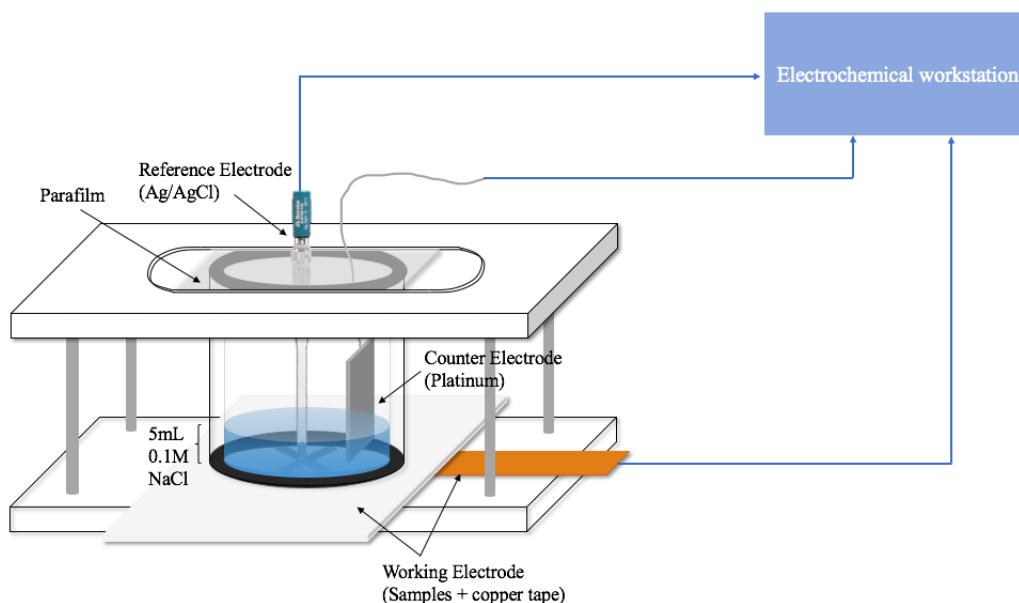 Electrochemical workstation
Reference Electrode
(Ag/AgCl)
Parafilm
Counter Electrode
(Platinum)
5mL
0.1M
NaCl
Working Electrode
(Samples + copper tape)